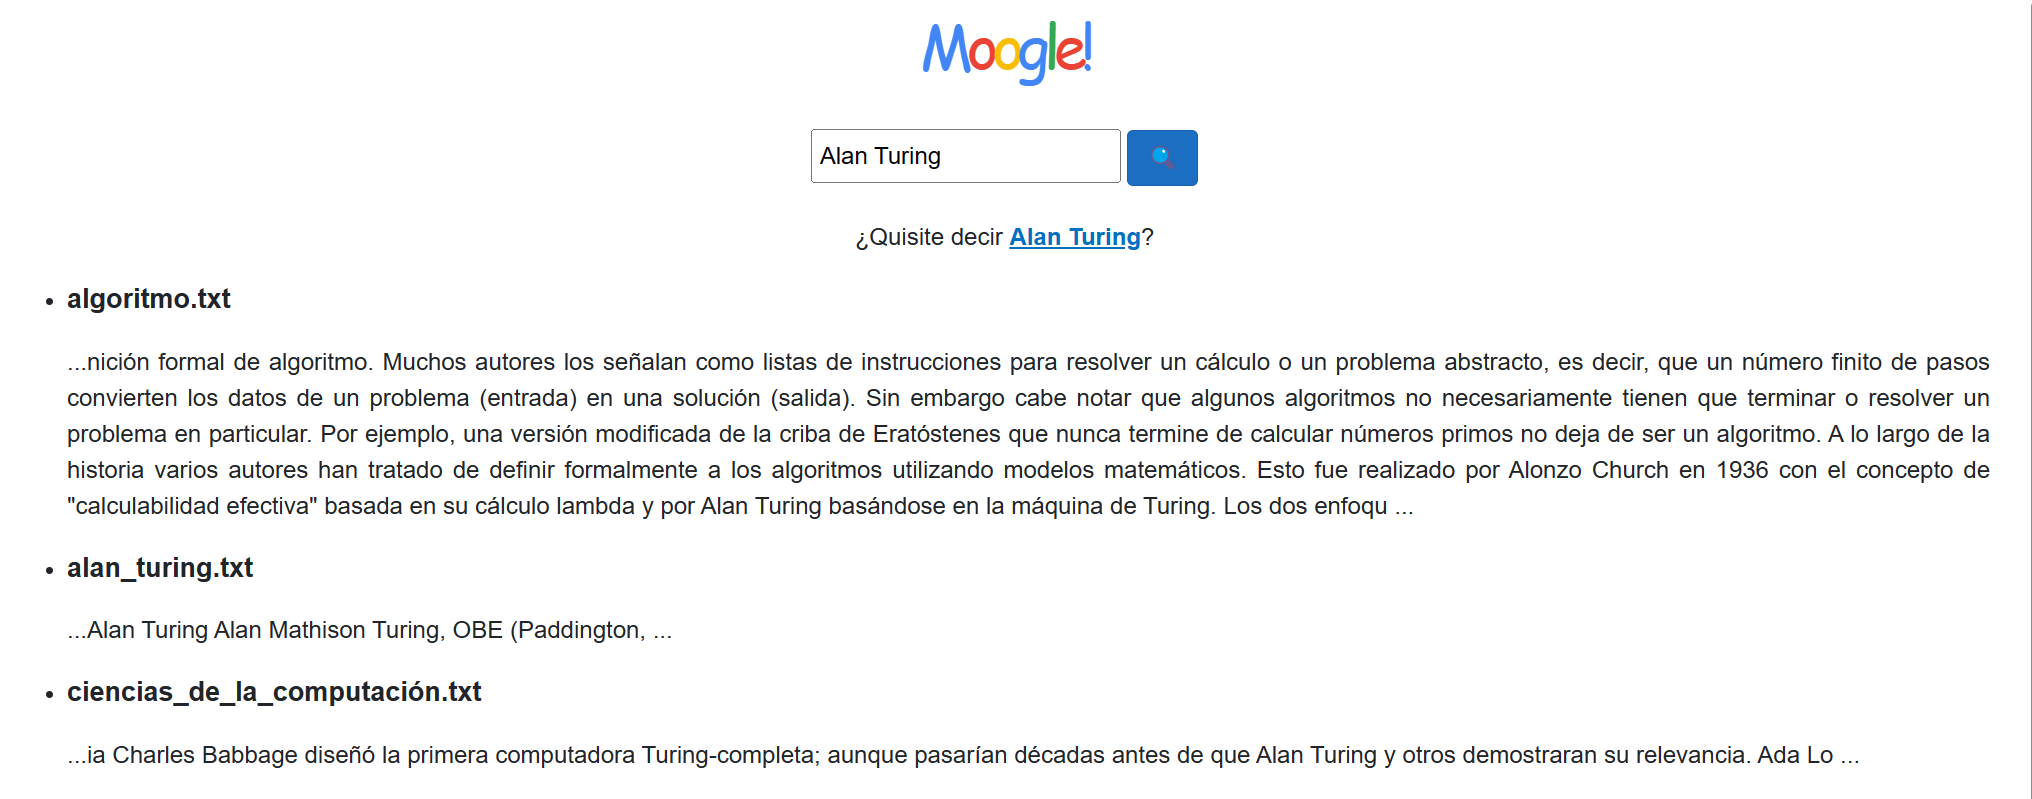 Moogle!
Alan Turing
¿Quisite decir Alan Turing?
algoritmo.txt
...nición formal de algoritmo. Muchos autores los señalan como listas de instrucciones para resolver un cálculo o un problema abstracto, es decir, que un número finito de pasos
convierten los datos de un problema (entrada) en una solución (salida). Sin embargo cabe notar que algunos algoritmos no necesariamente tienen que terminar o resolver un
problema en particular. Por ejemplo, una versión modificada de la criba de Eratóstenes que nunca termine de calcular números primos no deja de ser un algoritmo. A lo largo de la
historia varios autores han tratado de definir formalmente a los algoritmos utilizando modelos matemáticos. Esto fue realizado por Alonzo Church en 1936 con el concepto de
"calculabilidad efectiva" basada en su cálculo lambda y por Alan Turing basándose en la máquina de Turing. Los dos enfoqu ...
alan_turing.txt
...Alan Turing Alan Mathison Turing, OBE (Paddington, ...
ciencias_de_la_computación.txt
...ia Charles Babbage diseñó la primera computadora Turing-completa; aunque pasarían décadas antes de que Alan Turing y otros demostraran su relevancia. Ada Lo ...